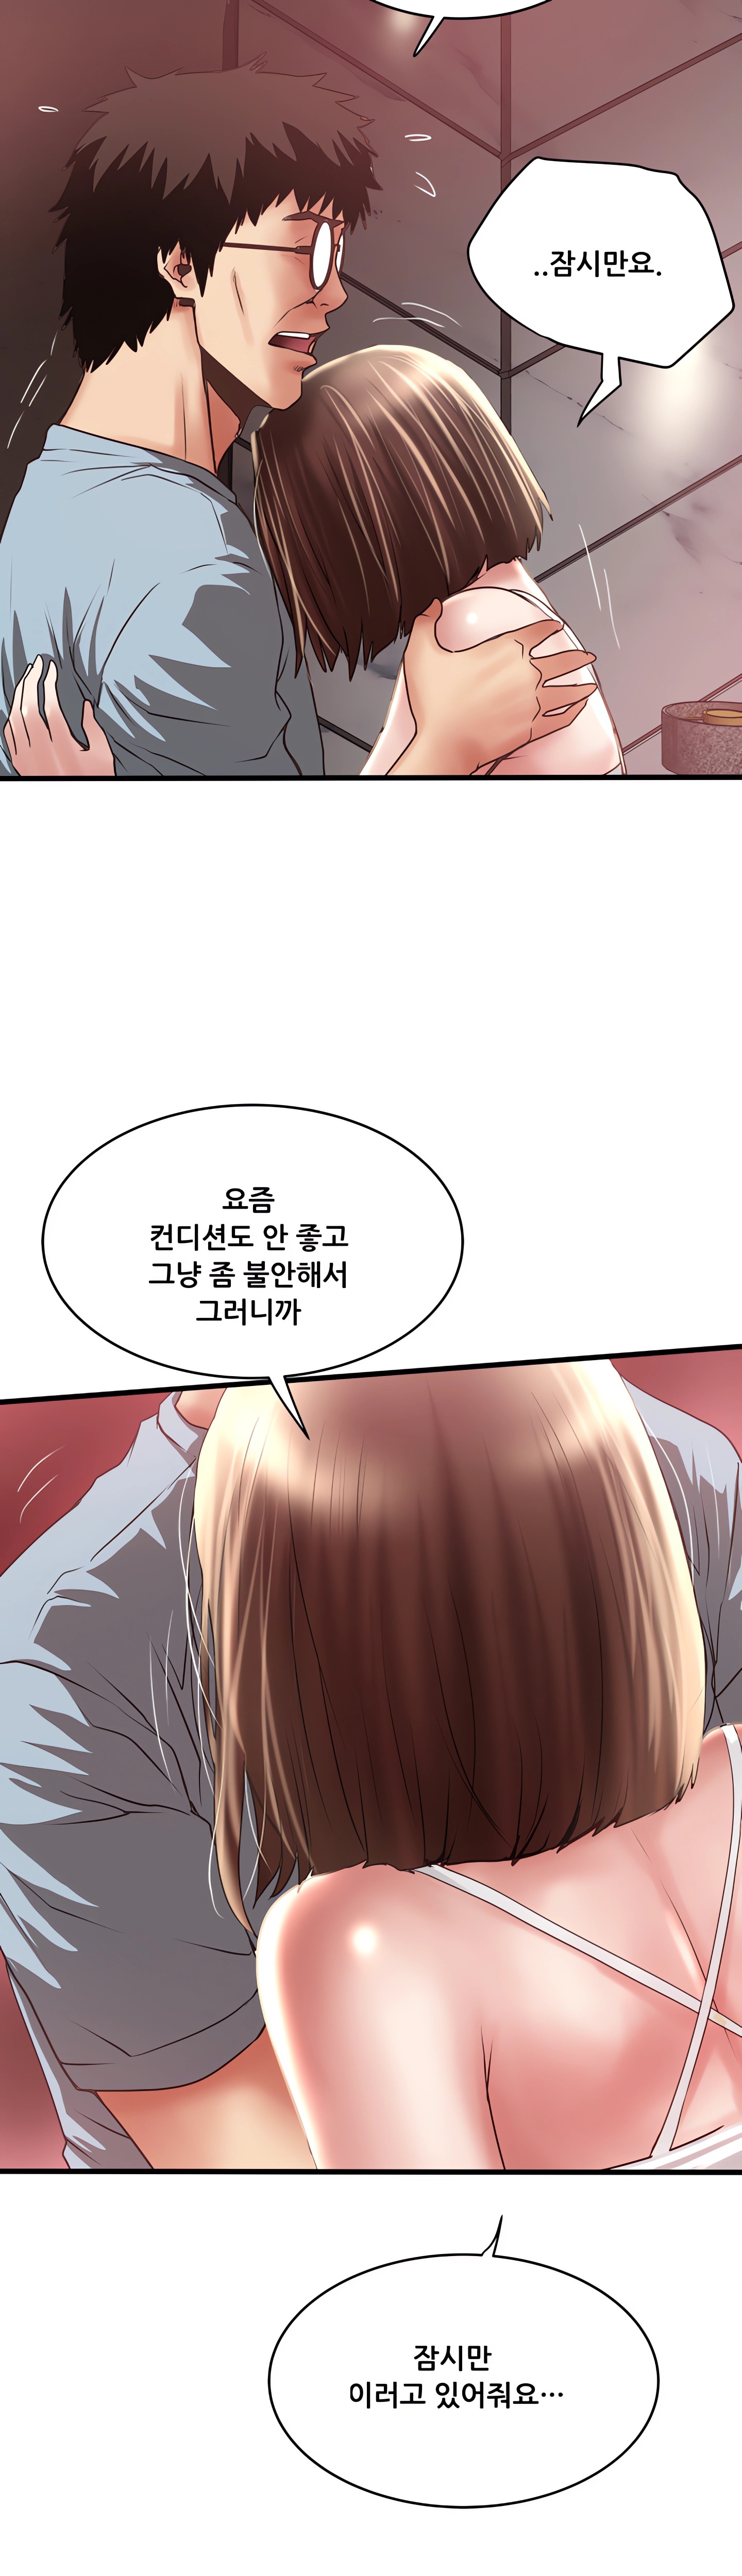 ..잠시만요.
요즘
컨디션도 안 좋고
그냥 좀 불안해서
그러니까
잠시만
이러고 있어줘요…